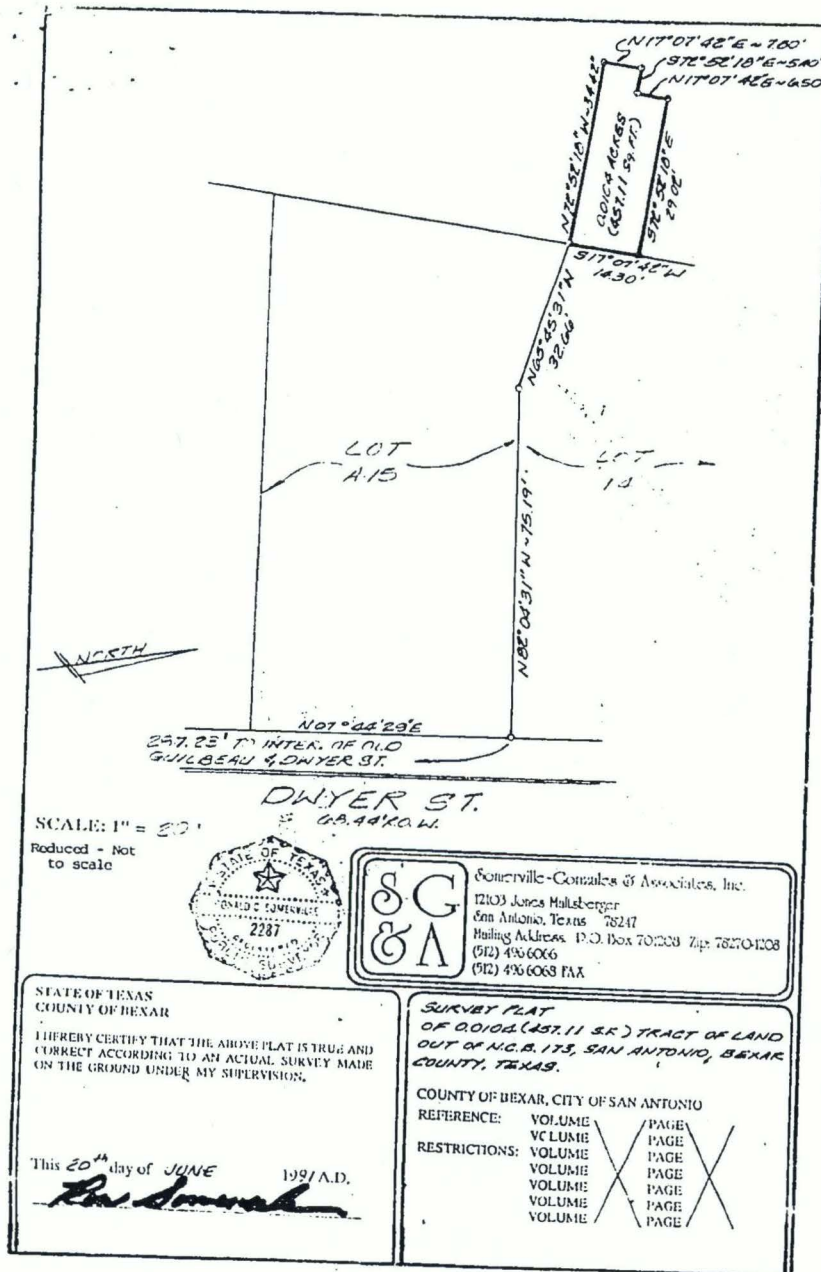 N17°07'42"E ~ 7.80'
S72°52'18"E ~ 5.40'
N17°07'42"E ~ 6.50'
N72°52'18"W ~ 34.42'
0.0104 ACRES
(457.11 SQ. FT.)
S72°52'18"E
29.02'
S17°07'42"W
14.30'
N65°45'31"W
32.66'
LOT
A-15
LOT
14
N82°04'31"W ~ 75.19'
NORTH
N07°44'29"E
297.23' TO INTER. OF OLD
GUILBEAU & DWYER ST.
DWYER ST.
68.44' R.O.W.
SCALE: 1" = 20'
Reduced - Not
to scale
STATE OF TEXAS
RONALD C. SOMERVILLE
2287
S G
& A
Somerville-Gonzales & Associates, Inc.
12103 Jones Maltsberger
San Antonio, Texas 78247
Mailing Address: P.O. Box 701208 Zip: 78270-1208
(512) 496 6066
(512) 496 6068 FAX
STATE OF TEXAS
COUNTY OF BEXAR
I HEREBY CERTIFY THAT THE ABOVE PLAT IS TRUE AND
CORRECT ACCORDING TO AN ACTUAL SURVEY MADE
ON THE GROUND UNDER MY SUPERVISION.
This 20th day of JUNE 1991 A.D.
Ron Somerville
SURVEY PLAT
OF 0.0104 (457.11 S.F.) TRACT OF LAND
OUT OF N.C.B. 173, SAN ANTONIO, BEXAR
COUNTY, TEXAS.
COUNTY OF BEXAR, CITY OF SAN ANTONIO
REFERENCE: VOLUME PAGE
VOLUME PAGE
RESTRICTIONS: VOLUME PAGE
VOLUME PAGE
VOLUME PAGE
VOLUME PAGE
VOLUME PAGE